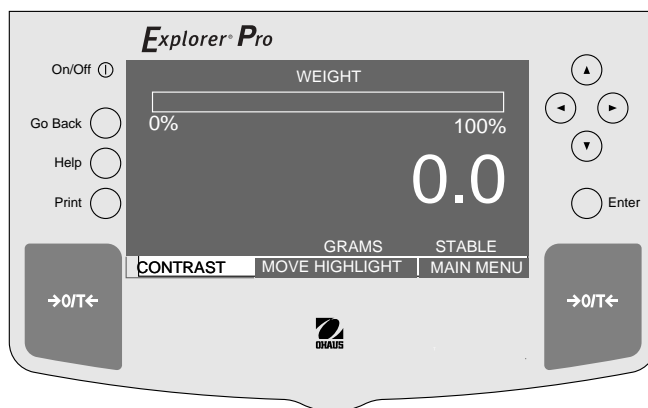 Explorer® Pro
On/Off
WEIGHT
Go Back
0% 100%
Help
0.0
Print
Enter
GRAMS STABLE
CONTRAST MOVE HIGHLIGHT MAIN MENU
→0/T← →0/T←
OHAUS